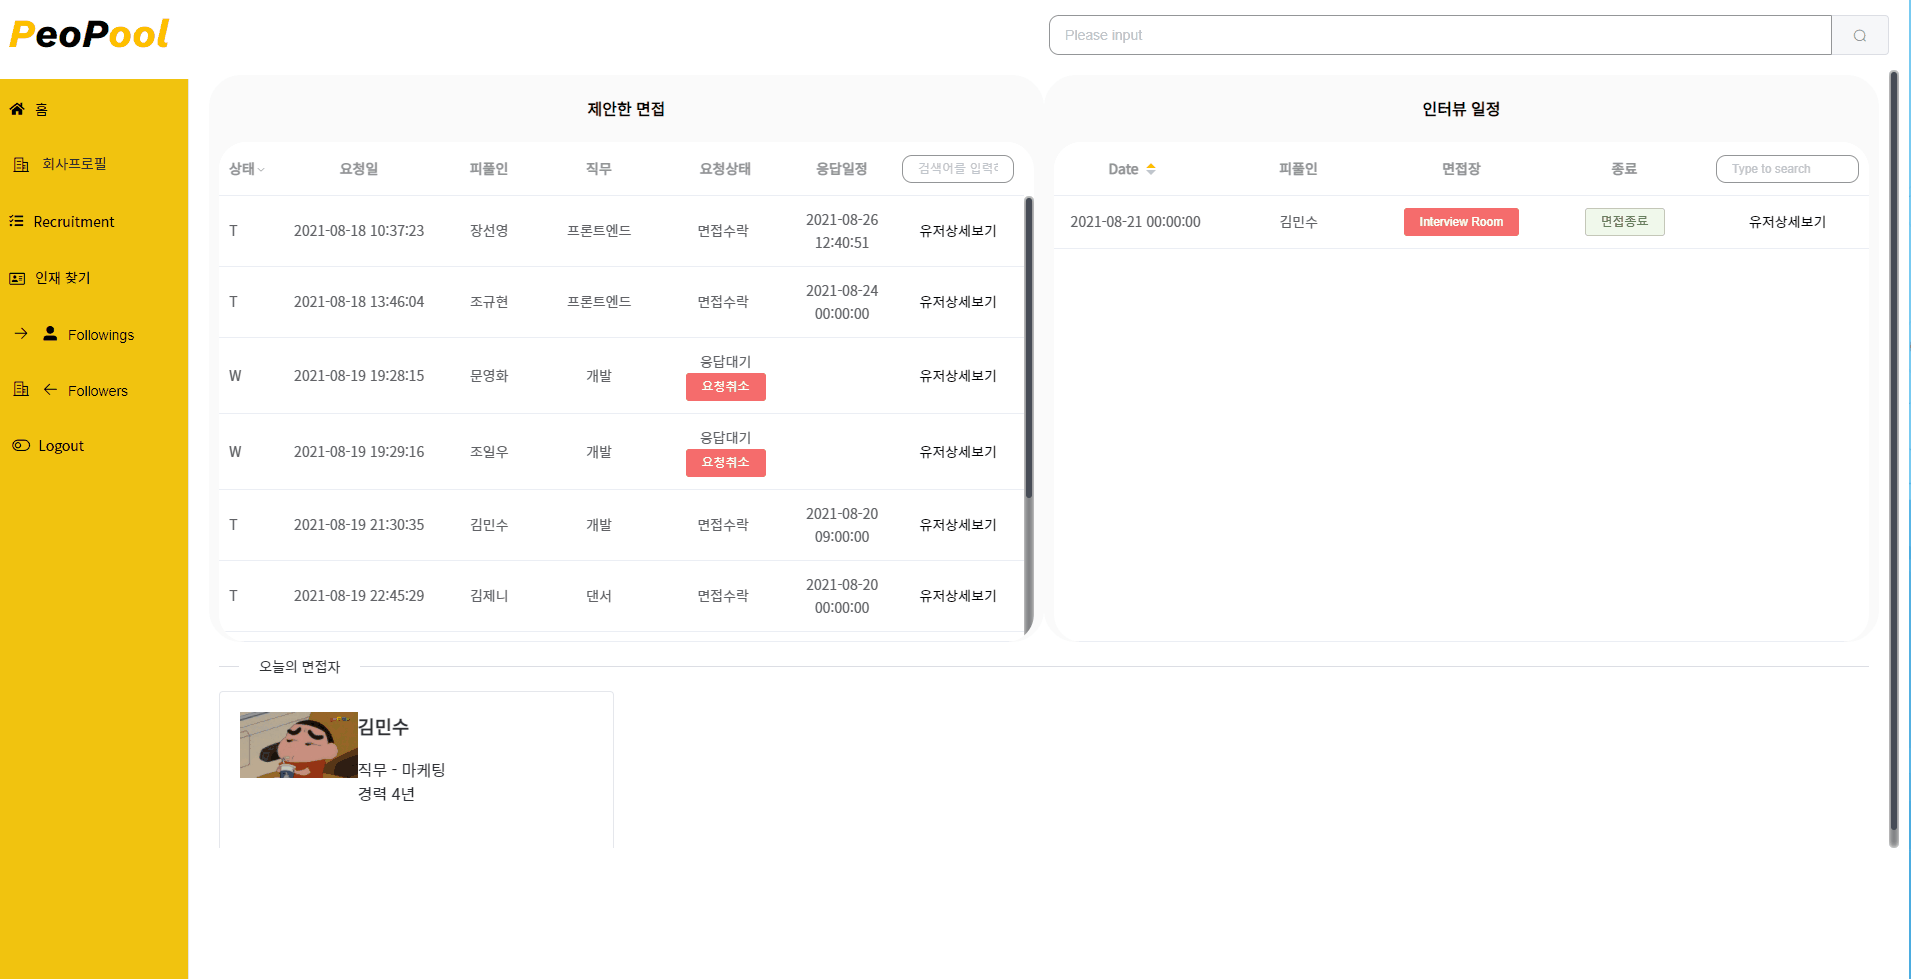 PeoPool
Please input
홈
회사프로필
Recruitment
인재 찾기
Followings
Followers
Logout
제안한 면접
상태 요청일 피풀인 직무 요청상태 응답일정 검색어를 입력
T 2021-08-18 10:37:23 장선영 프론트엔드 면접수락 2021-08-26 12:40:51 유저상세보기
T 2021-08-18 13:46:04 조규현 프론트엔드 면접수락 2021-08-24 00:00:00 유저상세보기
W 2021-08-19 19:28:15 문영화 개발 응답대기 요청취소 유저상세보기
W 2021-08-19 19:29:16 조일우 개발 응답대기 요청취소 유저상세보기
T 2021-08-19 21:30:35 김민수 개발 면접수락 2021-08-20 09:00:00 유저상세보기
T 2021-08-19 22:45:29 김제니 댄서 면접수락 2021-08-20 00:00:00 유저상세보기
인터뷰 일정
Date 피풀인 면접장 종료 Type to search
2021-08-21 00:00:00 김민수 Interview Room 면접종료 유저상세보기
오늘의 면접자
김민수
직무 - 마케팅
경력 4년